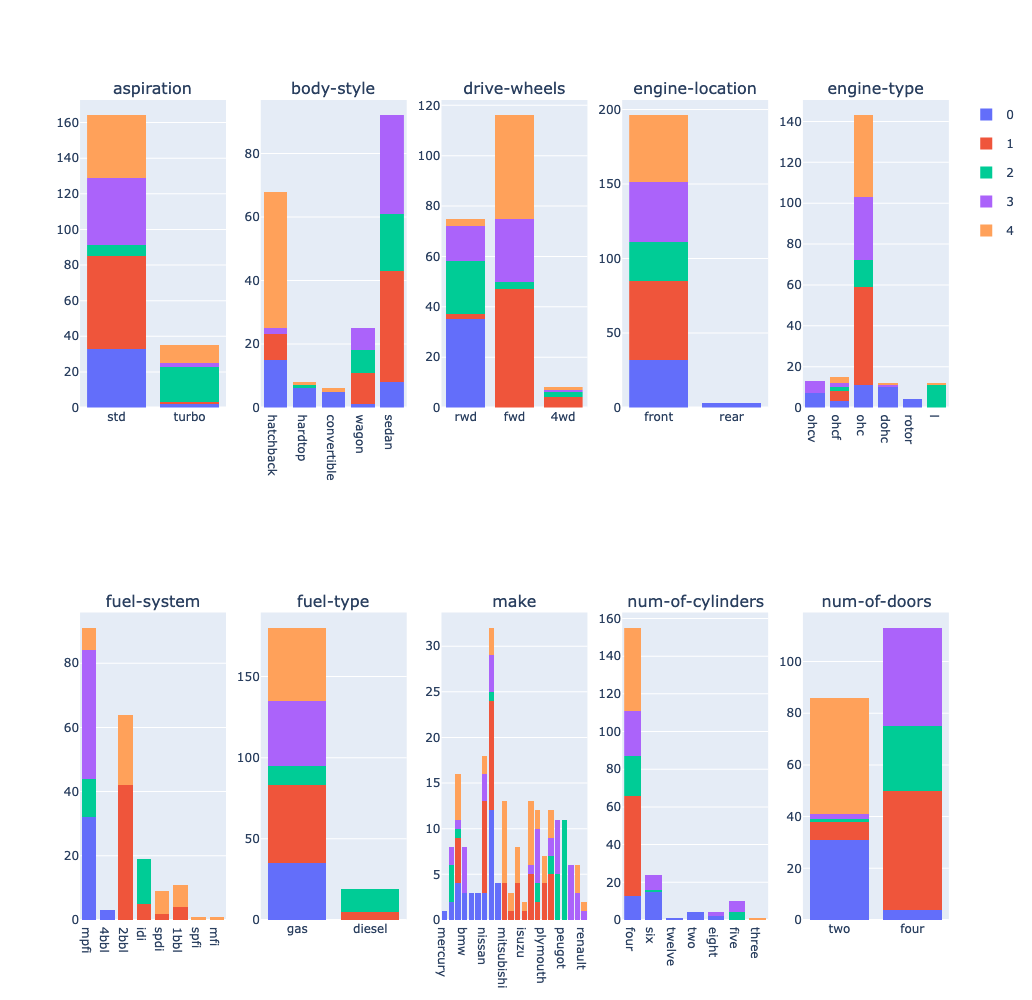 aspiration body-style drive-wheels engine-location engine-type
160 140 120 100 80 60 40 20 0
std turbo
80 60 40 20 0
hatchback hardtop convertible wagon sedan
120 100 80 60 40 20 0
rwd fwd 4wd
200 150 100 50 0
front rear
140 120 100 80 60 40 20 0
ohcv ohcf ohc dohc rotor l
0
1
2
3
4
fuel-system fuel-type make num-of-cylinders num-of-doors
80 60 40 20 0
mpfi 4bbl 2bbl idi spdi 1bbl spfi mfi
150 100 50 0
gas diesel
30 25 20 15 10 5 0
mercury bmw nissan mitsubishi isuzu plymouth peugot renault
160 140 120 100 80 60 40 20 0
four six twelve two eight five three
100 80 60 40 20 0
two four